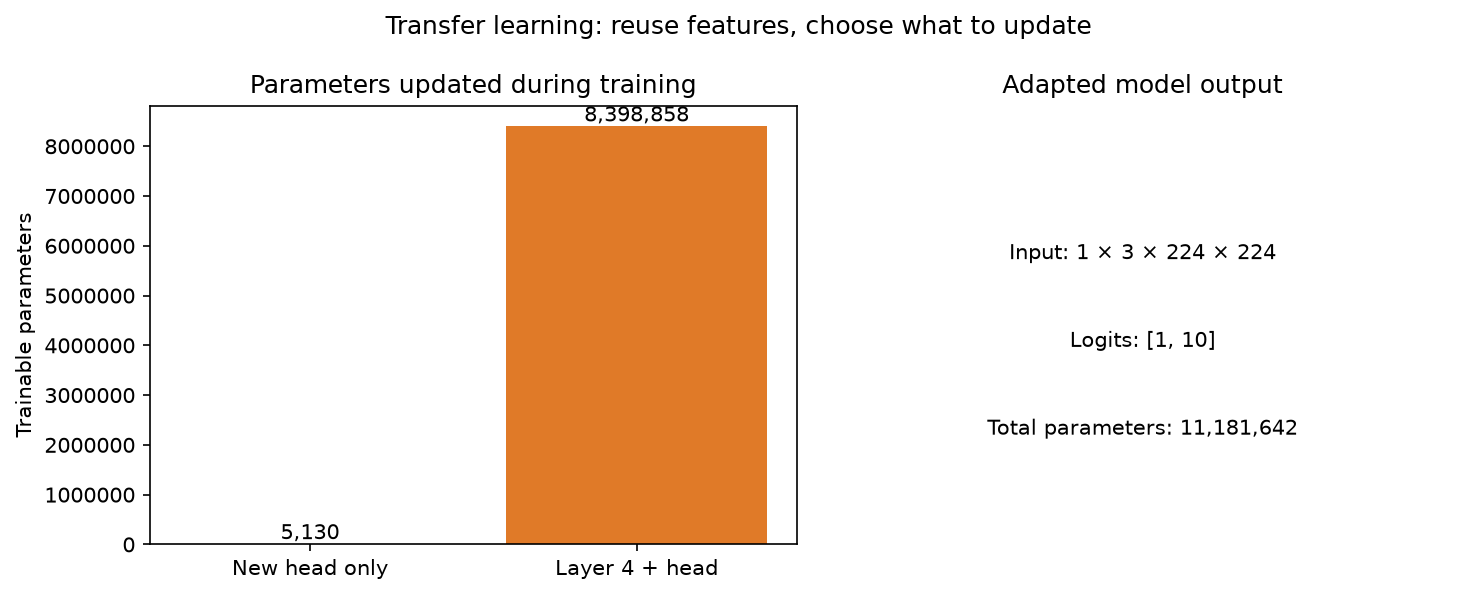 Transfer learning: reuse features, choose what to update
Parameters updated during training
8,398,858
8000000
7000000
6000000
5000000
4000000
3000000
2000000
1000000
0
Trainable parameters
5,130
New head only
Layer 4 + head
Adapted model output
Input: 1 × 3 × 224 × 224
Logits: [1, 10]
Total parameters: 11,181,642